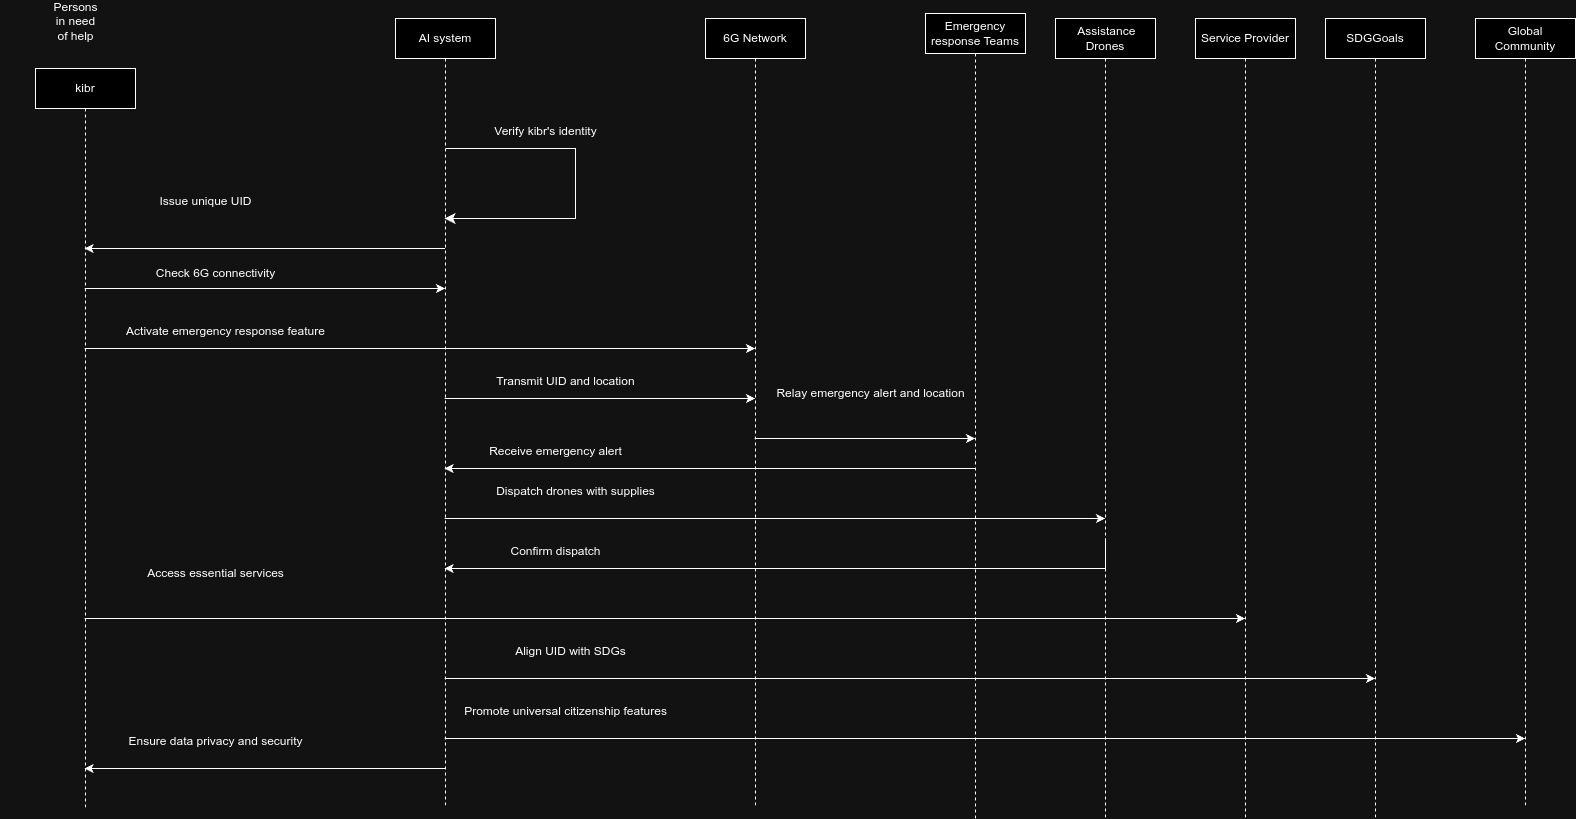 Persons
in need
of help
kibr
AI system
6G Network
Emergency
response Teams
Assistance
Drones
Service Provider
SDGGoals
Global
Community
Verify kibr's identity
Issue unique UID
Check 6G connectivity
Activate emergency response feature
Transmit UID and location
Relay emergency alert and location
Receive emergency alert
Dispatch drones with supplies
Confirm dispatch
Access essential services
Align UID with SDGs
Promote universal citizenship features
Ensure data privacy and security